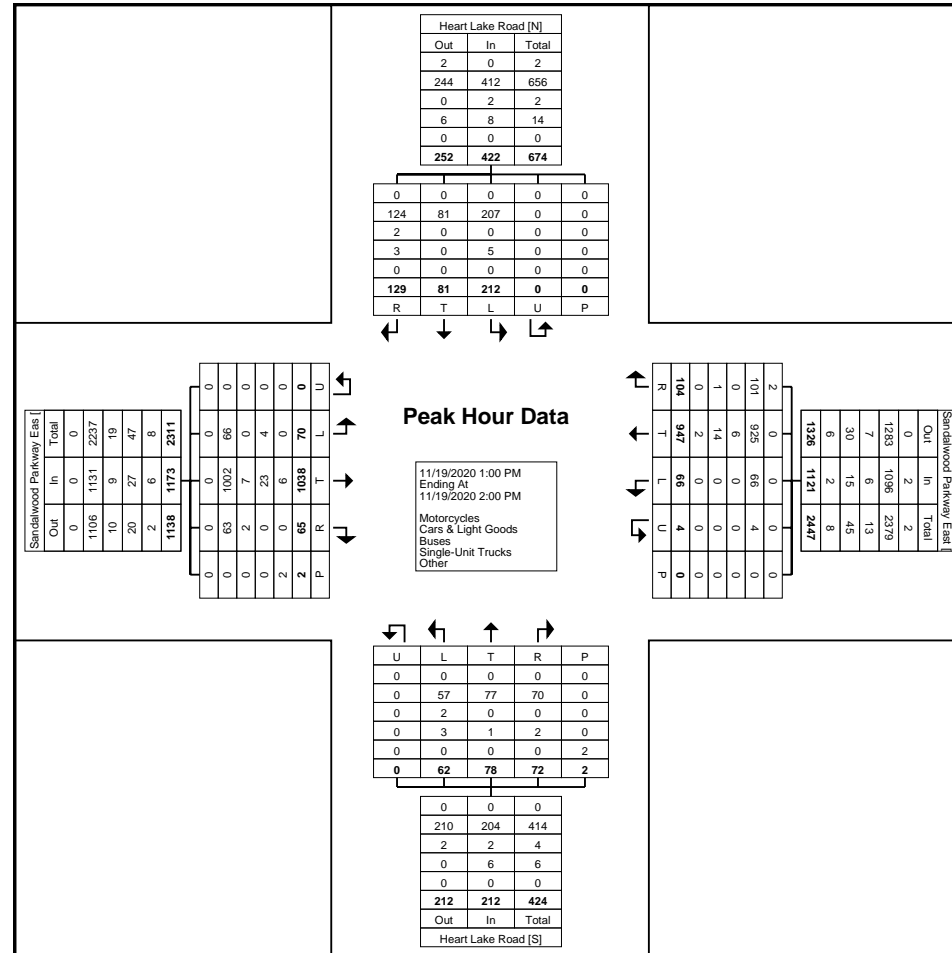 Heart Lake Road [N]
Out In Total
2 0 2
244 412 656
0 2 2
6 8 14
0 0 0
252 422 674
0 0 0 0 0
124 81 207 0 0
2 0 0 0 0
3 0 5 0 0
0 0 0 0 0
129 81 212 0 0
R T L U P
Sandalwood Parkway Eas [
Total In Out
0 0 0
2237 1131 1106
19 9 10
47 27 20
8 6 2
2311 1173 1138
0 0 0 0 0
0 66 1002 63 0
0 0 7 2 0
0 4 23 0 0
0 0 6 0 2
0 70 1038 65 2
U L T R P
Peak Hour Data
11/19/2020 1:00 PM
Ending At
11/19/2020 2:00 PM
Motorcycles
Cars & Light Goods
Buses
Single-Unit Trucks
Other
Sandalwood Parkway East [
Out In Total
0 2 2
1283 1096 2379
7 6 13
30 15 45
6 2 8
1326 1121 2447
2 0 0 0 0
101 925 66 4 0
0 6 0 0 0
1 14 0 0 0
0 2 0 0 0
104 947 66 4 0
R T L U P
U L T R P
0 0 0 0 0
0 57 77 70 0
0 2 0 0 0
0 3 1 2 0
0 0 0 0 2
0 62 78 72 2
0 0 0
210 204 414
2 2 4
0 6 6
0 0 0
212 212 424
Out In Total
Heart Lake Road [S]